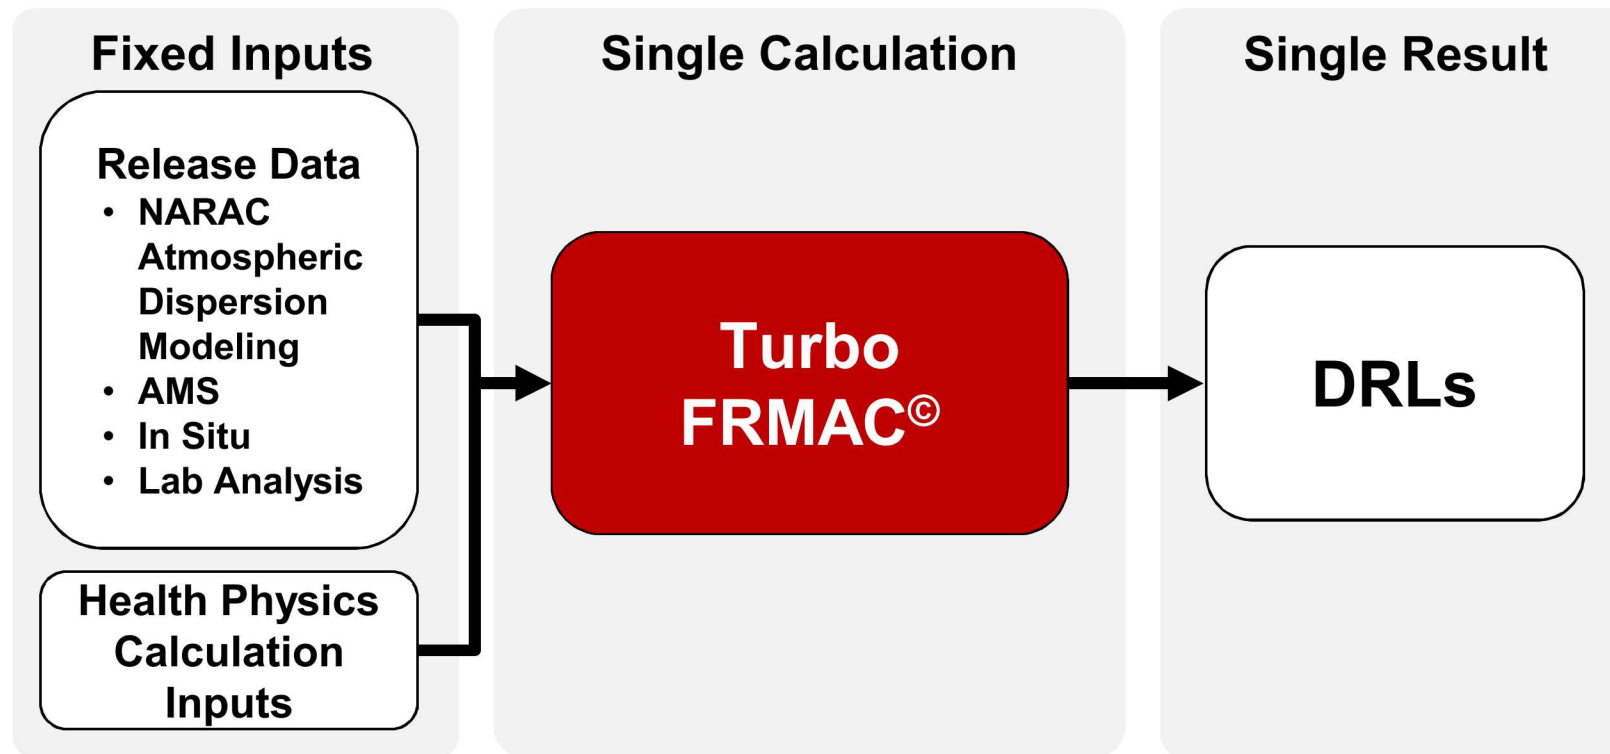 Fixed Inputs
Release Data
• NARAC
Atmospheric
Dispersion
Modeling
• AMS
• In Situ
• Lab Analysis
Health Physics
Calculation
Inputs
Single Calculation
Turbo
FRMAC©
Single Result
DRLs